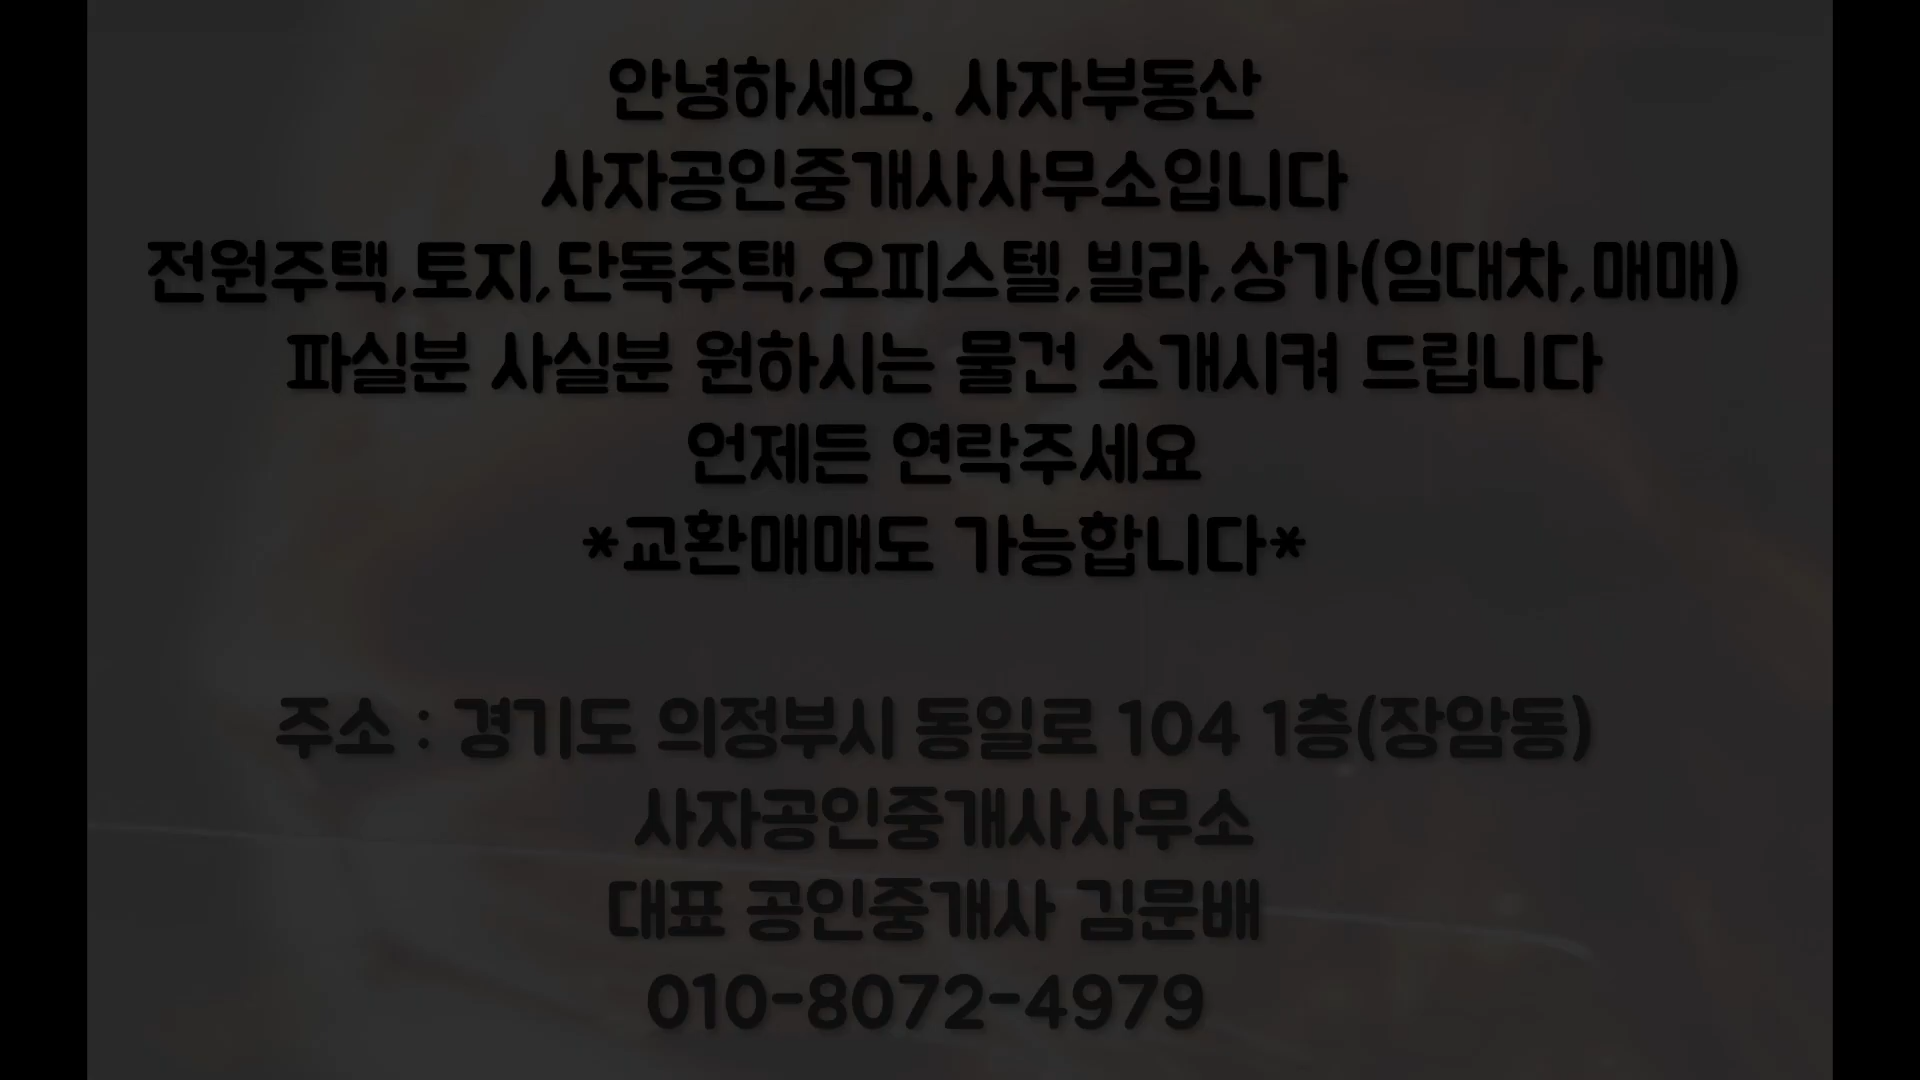 안녕하세요. 사자부동산
사자공인중개사사무소입니다
전원주택,토지,단독주택,오피스텔,빌라,상가(임대차,매매)
파실분 사실분 원하시는 물건 소개시켜 드립니다
언제든 연락주세요
*교환매매도 가능합니다*
주소 : 경기도 의정부시 동일로 104 1층(장암동)
사자공인중개사사무소
대표 공인중개사 김문배
010-8072-4979